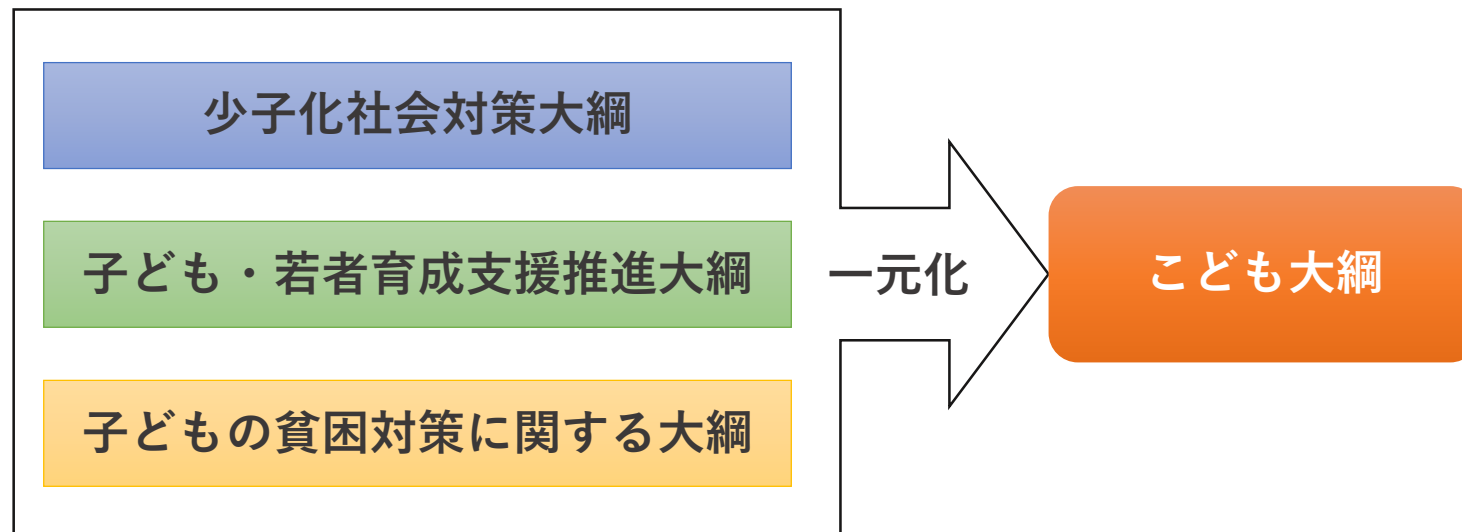 少子化社会対策大綱
子ども・若者育成支援推進大綱
子どもの貧困対策に関する大綱
一元化
こども大綱